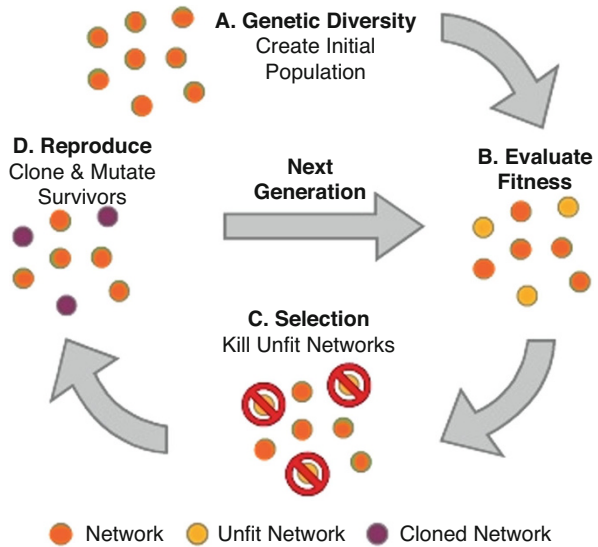 A. Genetic Diversity
Create Initial
Population
B. Evaluate
Fitness
C. Selection
Kill Unfit Networks
D. Reproduce
Clone & Mutate
Survivors
Next
Generation
Network
Unfit Network
Cloned Network